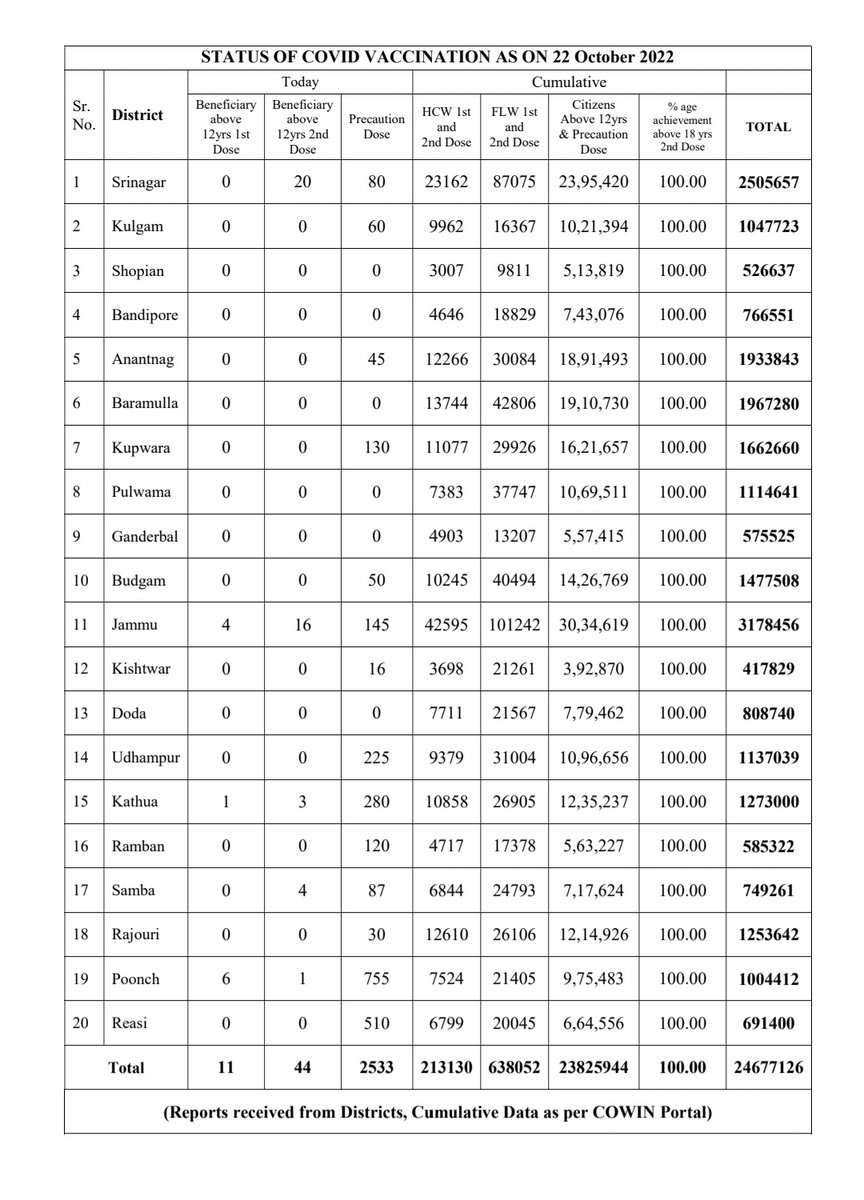 STATUS OF COVID VACCINATION AS ON 22 October 2022
Sr. No. District Today Cumulative
Beneficiary above 12yrs 1st Dose Beneficiary above 12yrs 2nd Dose Precaution Dose HCW 1st and 2nd Dose FLW 1st and 2nd Dose Citizens Above 12yrs & Precaution Dose % age achievement above 18 yrs 2nd Dose TOTAL
1 Srinagar 0 20 80 23162 87075 23,95,420 100.00 2505657
2 Kulgam 0 0 60 9962 16367 10,21,394 100.00 1047723
3 Shopian 0 0 0 3007 9811 5,13,819 100.00 526637
4 Bandipore 0 0 0 4646 18829 7,43,076 100.00 766551
5 Anantnag 0 0 45 12266 30084 18,91,493 100.00 1933843
6 Baramulla 0 0 0 13744 42806 19,10,730 100.00 1967280
7 Kupwara 0 0 130 11077 29926 16,21,657 100.00 1662660
8 Pulwama 0 0 0 7383 37747 10,69,511 100.00 1114641
9 Ganderbal 0 0 0 4903 13207 5,57,415 100.00 575525
10 Budgam 0 0 50 10245 40494 14,26,769 100.00 1477508
11 Jammu 4 16 145 42595 101242 30,34,619 100.00 3178456
12 Kishtwar 0 0 16 3698 21261 3,92,870 100.00 417829
13 Doda 0 0 0 7711 21567 7,79,462 100.00 808740
14 Udhampur 0 0 225 9379 31004 10,96,656 100.00 1137039
15 Kathua 1 3 280 10858 26905 12,35,237 100.00 1273000
16 Ramban 0 0 120 4717 17378 5,63,227 100.00 585322
17 Samba 0 4 87 6844 24793 7,17,624 100.00 749261
18 Rajouri 0 0 30 12610 26106 12,14,926 100.00 1253642
19 Poonch 6 1 755 7524 21405 9,75,483 100.00 1004412
20 Reasi 0 0 510 6799 20045 6,64,556 100.00 691400
Total 11 44 2533 213130 638052 23825944 100.00 24677126
(Reports received from Districts, Cumulative Data as per COWIN Portal)